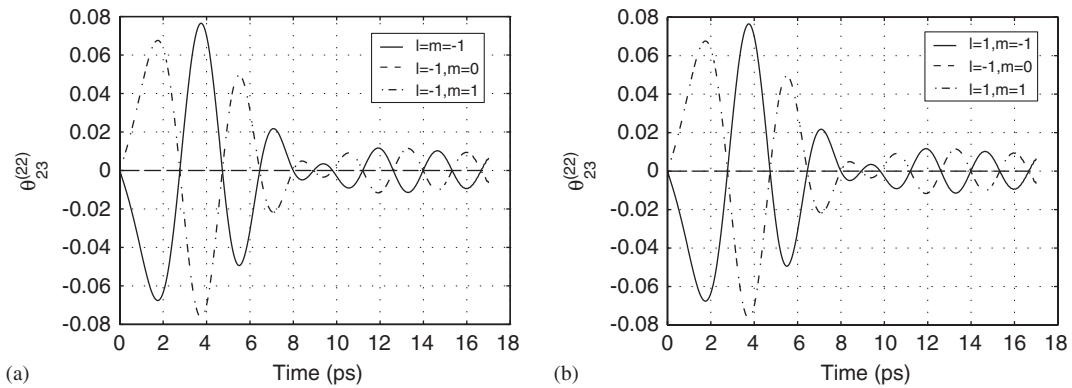 0.08
0.06
0.04
0.02
0
-0.02
-0.04
-0.06
-0.08
θ23(22)
0 2 4 6 8 10 12 14 16 18
Time (ps)
l=m=-1
l=-1,m=0
l=-1,m=1
(a)
0.08
0.06
0.04
0.02
0
-0.02
-0.04
-0.06
-0.08
θ23(22)
0 2 4 6 8 10 12 14 16 18
Time (ps)
l=1,m=-1
l=1,m=0
l=1,m=1
(b)